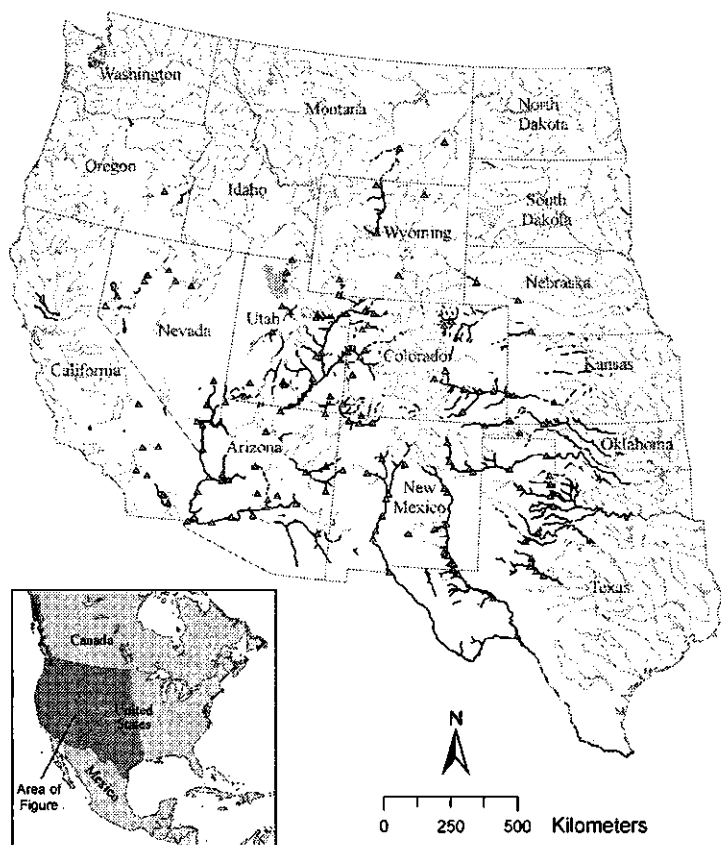 Washington
Montana
North
Dakota
Oregon
Idaho
South
Dakota
Wyoming
Nebraska
Utah
Nevada
Colorado
Kansas
California
Arizona
Oklahoma
New
Mexico
Texas
Canada
United
States
Mexico
Area of
Figure
N
0 250 500 Kilometers